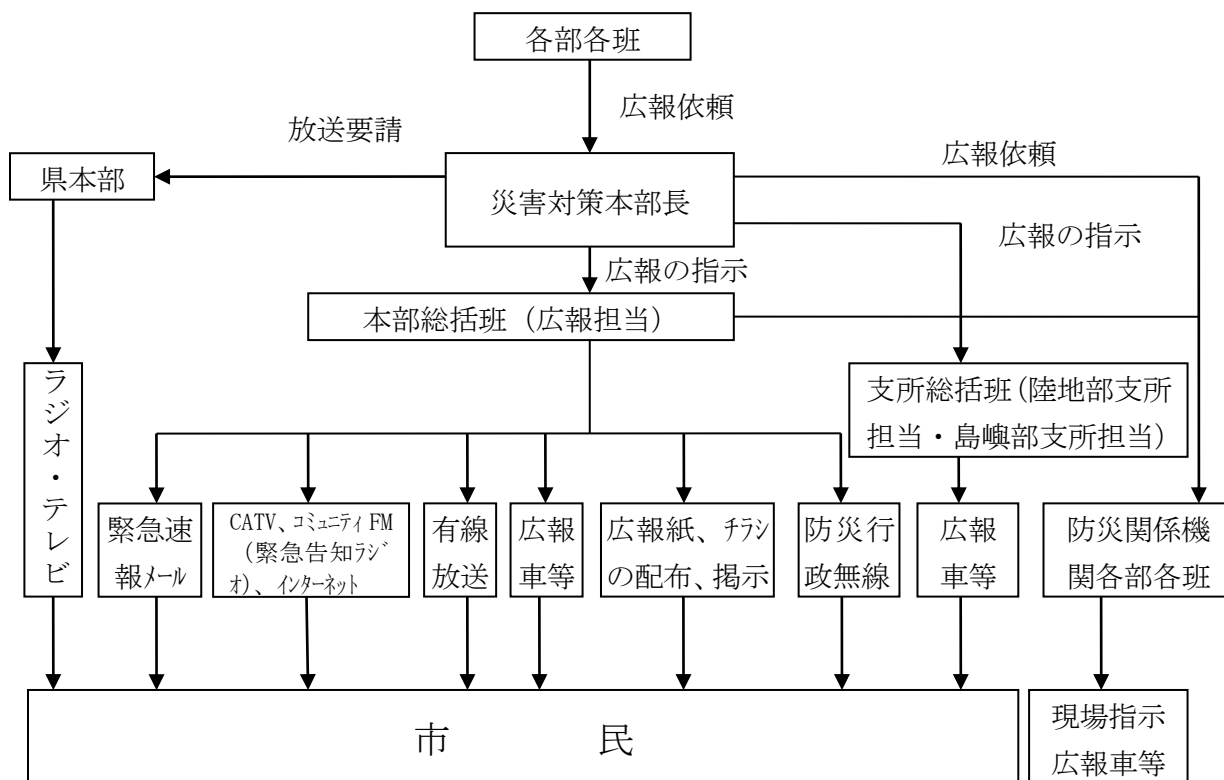 各部各班
広報依頼
放送要請
広報依頼
県本部
災害対策本部長
広報の指示
広報の指示
本部総括班（広報担当）
ラジオ・テレビ
支所総括班(陸地部支所
担当・島嶼部支所担当)
緊急速
報ﾒｰﾙ
CATV、ｺﾐｭﾆﾃｨFM
（緊急告知ﾗｼﾞ
ｵ）、ｲﾝﾀｰﾈｯﾄ
有線
放送
広報
車等
広報紙、ﾁﾗｼ
の配布、掲示
防災行
政無線
広報
車等
防災関係機
関各部各班
市　　民
現場指示
広報車等